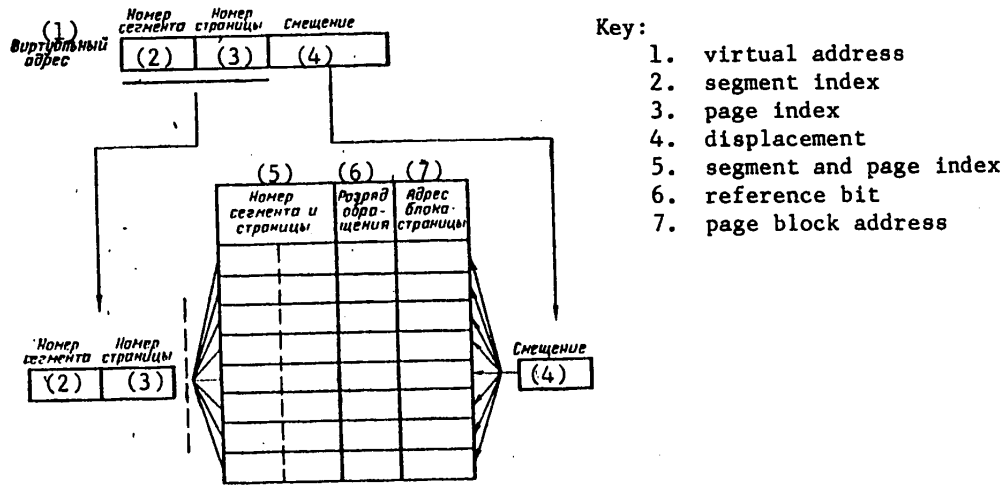 (1)
Виртуальный
адрес
Номер
сегмента
Номер
страницы
Смещение
(2)
(3)
(4)
Key:
1. virtual address
2. segment index
3. page index
4. displacement
5. segment and page index
6. reference bit
7. page block address
(5)
(6)
(7)
Номер
сегмента и
страницы
Разряд
обра-
щения
Адрес
блока-
страницы
Номер
сегмента
Номер
страницы
(2)
(3)
Смещение
(4)